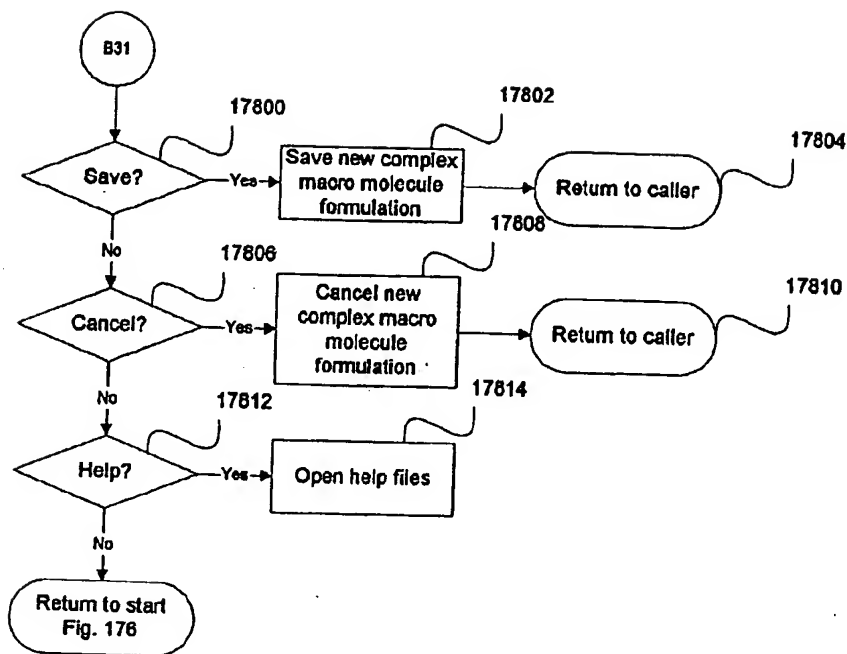 B31
17800
Save?
Yes
Save new complex
macro molecule
formulation
17802
Return to caller
17804
No
17806
Cancel?
Yes
Cancel new
complex macro
molecule
formulation
17808
Return to caller
17810
No
17812
Help?
Yes
Open help files
17814
No
Return to start
Fig. 176